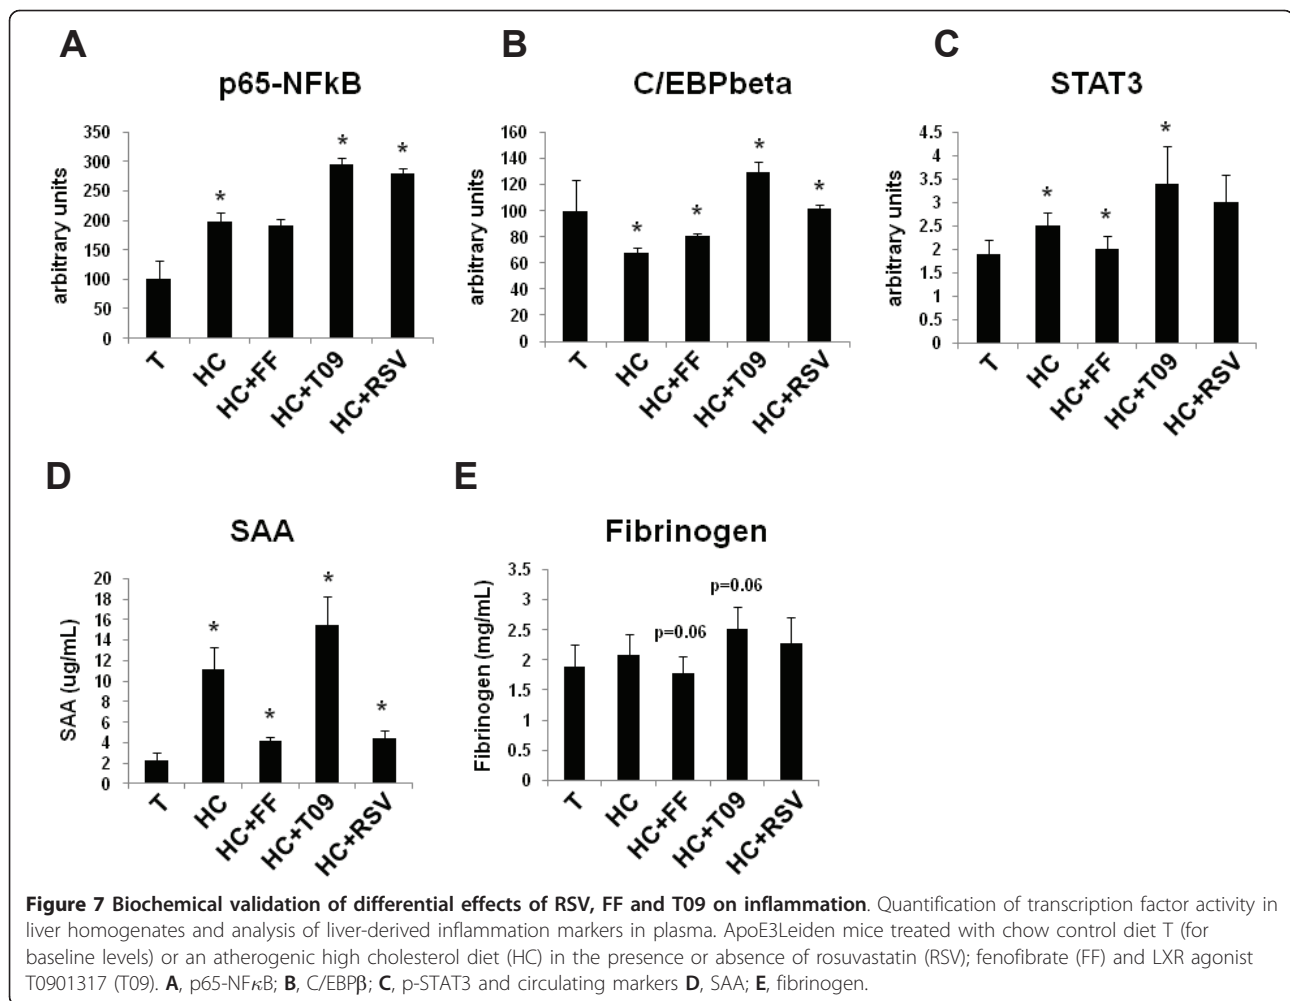 A
p65-NFkB
arbitrary units
350
300
250
200
150
100
50
0
*
*
*
T
HC
HC+FF
HC+T09
HC+RSV
B
C/EBPbeta
arbitrary units
160
140
120
100
80
60
40
20
0
*
*
*
*
T
HC
HC+FF
HC+T09
HC+RSV
C
STAT3
arbitrary units
4.5
4
3.5
3
2.5
2
1.5
1
0.5
0
*
*
*
T
HC
HC+FF
HC+T09
HC+RSV
D
SAA
SAA (ug/mL)
20
18
16
14
12
10
8
6
4
2
0
*
*
*
*
T
HC
HC+FF
HC+T09
HC+RSV
E
Fibrinogen
Fibrinogen (mg/mL)
3.5
3
2.5
2
1.5
1
0.5
0
p=0.06
p=0.06
T
HC
HC+FF
HC+T09
HC+RSV
Figure 7 Biochemical validation of differential effects of RSV, FF and T09 on inflammation. Quantification of transcription factor activity in
liver homogenates and analysis of liver-derived inflammation markers in plasma. ApoE3Leiden mice treated with chow control diet T (for
baseline levels) or an atherogenic high cholesterol diet (HC) in the presence or absence of rosuvastatin (RSV); fenofibrate (FF) and LXR agonist
T0901317 (T09). A, p65-NFκB; B, C/EBPβ; C, p-STAT3 and circulating markers D, SAA; E, fibrinogen.